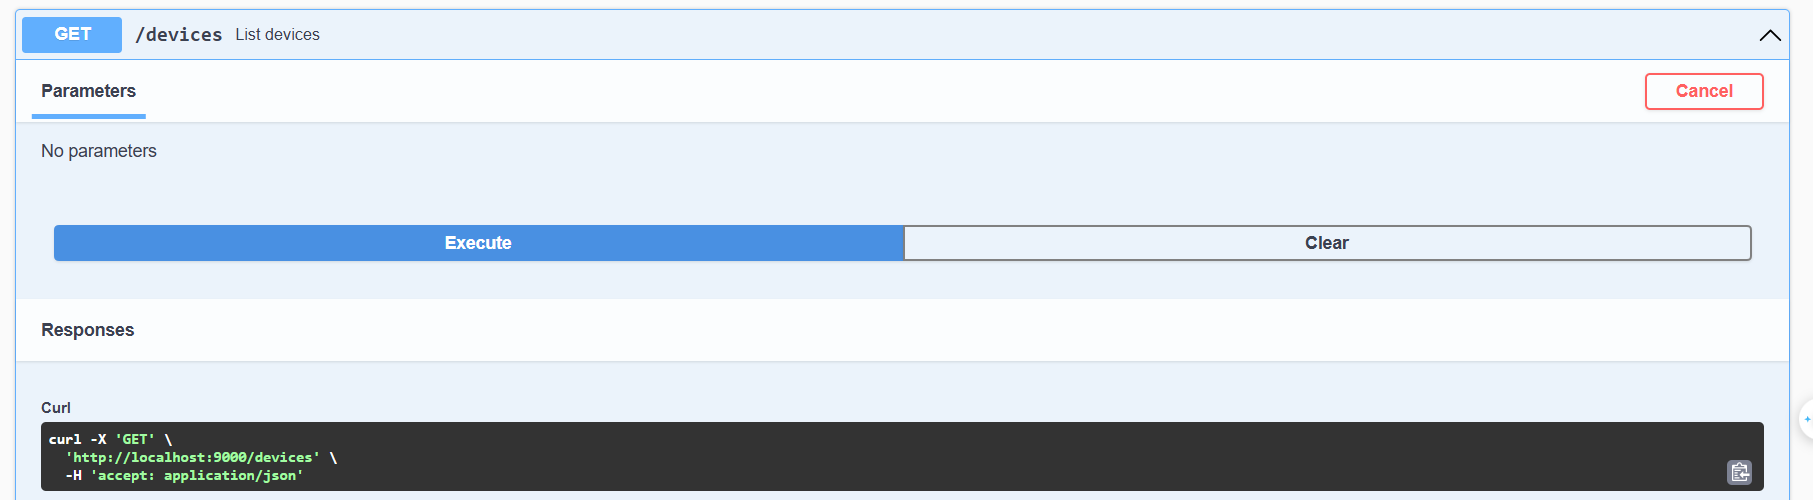 GET /devices List devices
Parameters Cancel
No parameters
Execute Clear
Responses
Curl
curl -X 'GET' \
  'http://localhost:9000/devices' \
  -H 'accept: application/json'